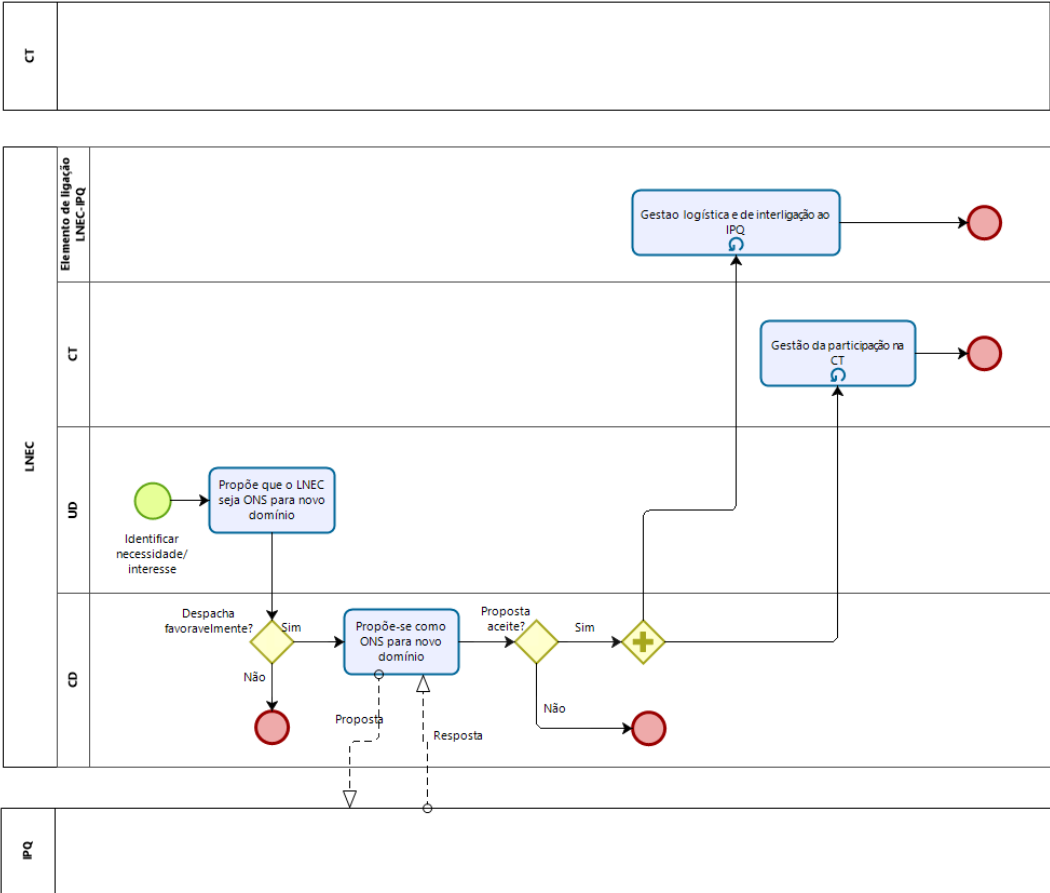 CT
LNEC
Elemento de ligação
LNEC-IPQ
Gestao logística e de interligação ao
IPQ
CT
Gestão da participação na
CT
UD
Identificar
necessidade/
interesse
Propõe que o LNEC
seja ONS para novo
domínio
CD
Despacha
favoravelmente?
Sim
Não
Propõe-se como
ONS para novo
domínio
Proposta
aceite?
Sim
Não
Proposta
Resposta
IPQ